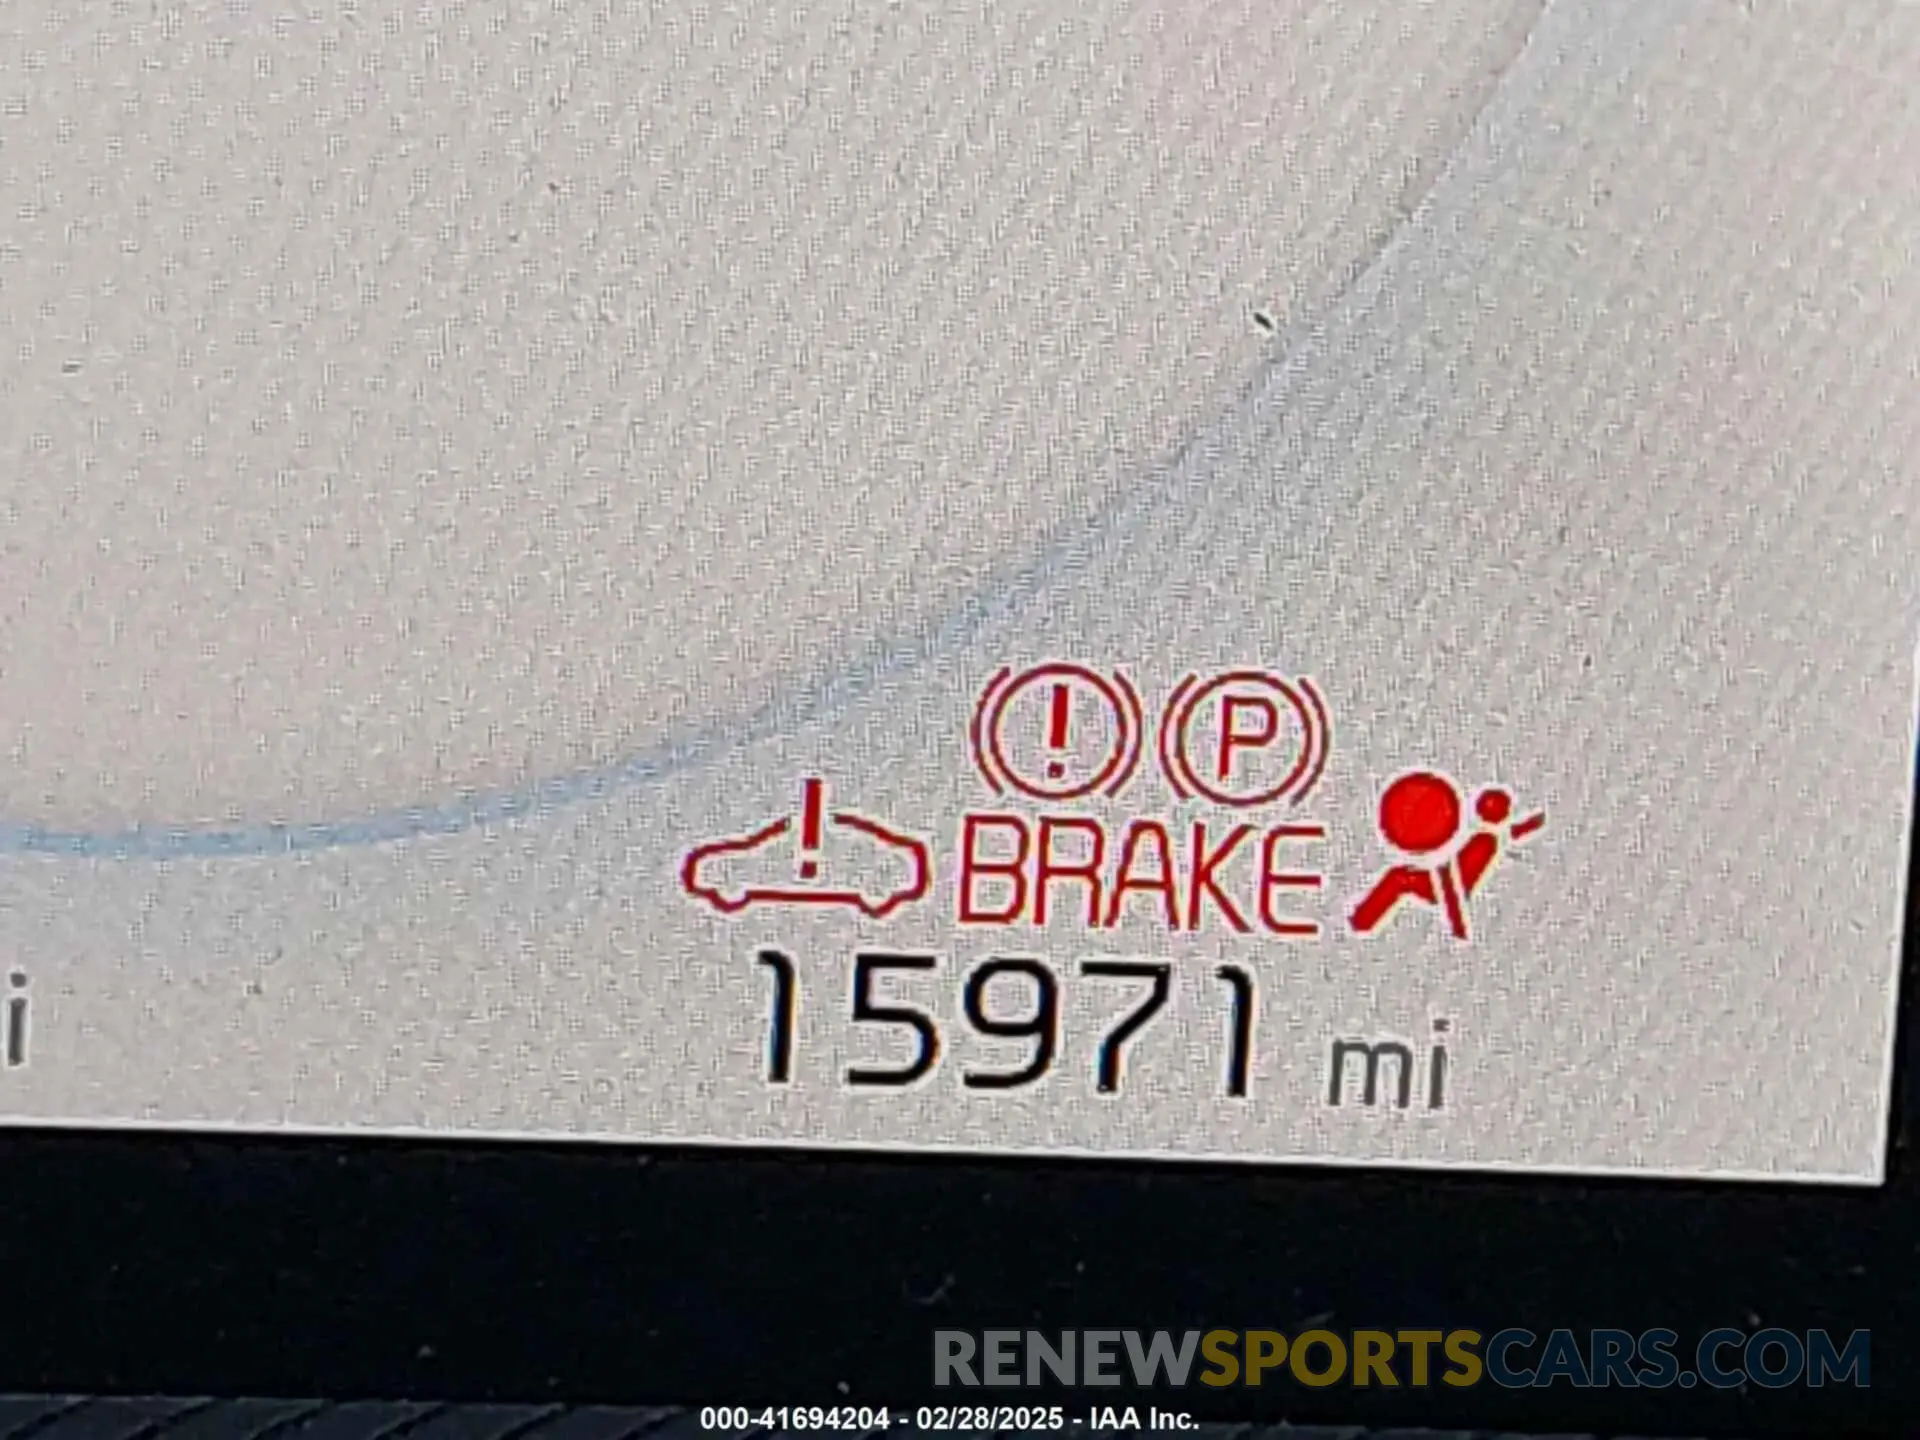 ! P
BRAKE
15971 mi
i
RENEWSPORTSCARS.COM
000-41694204 - 02/28/2025 - IAA Inc.